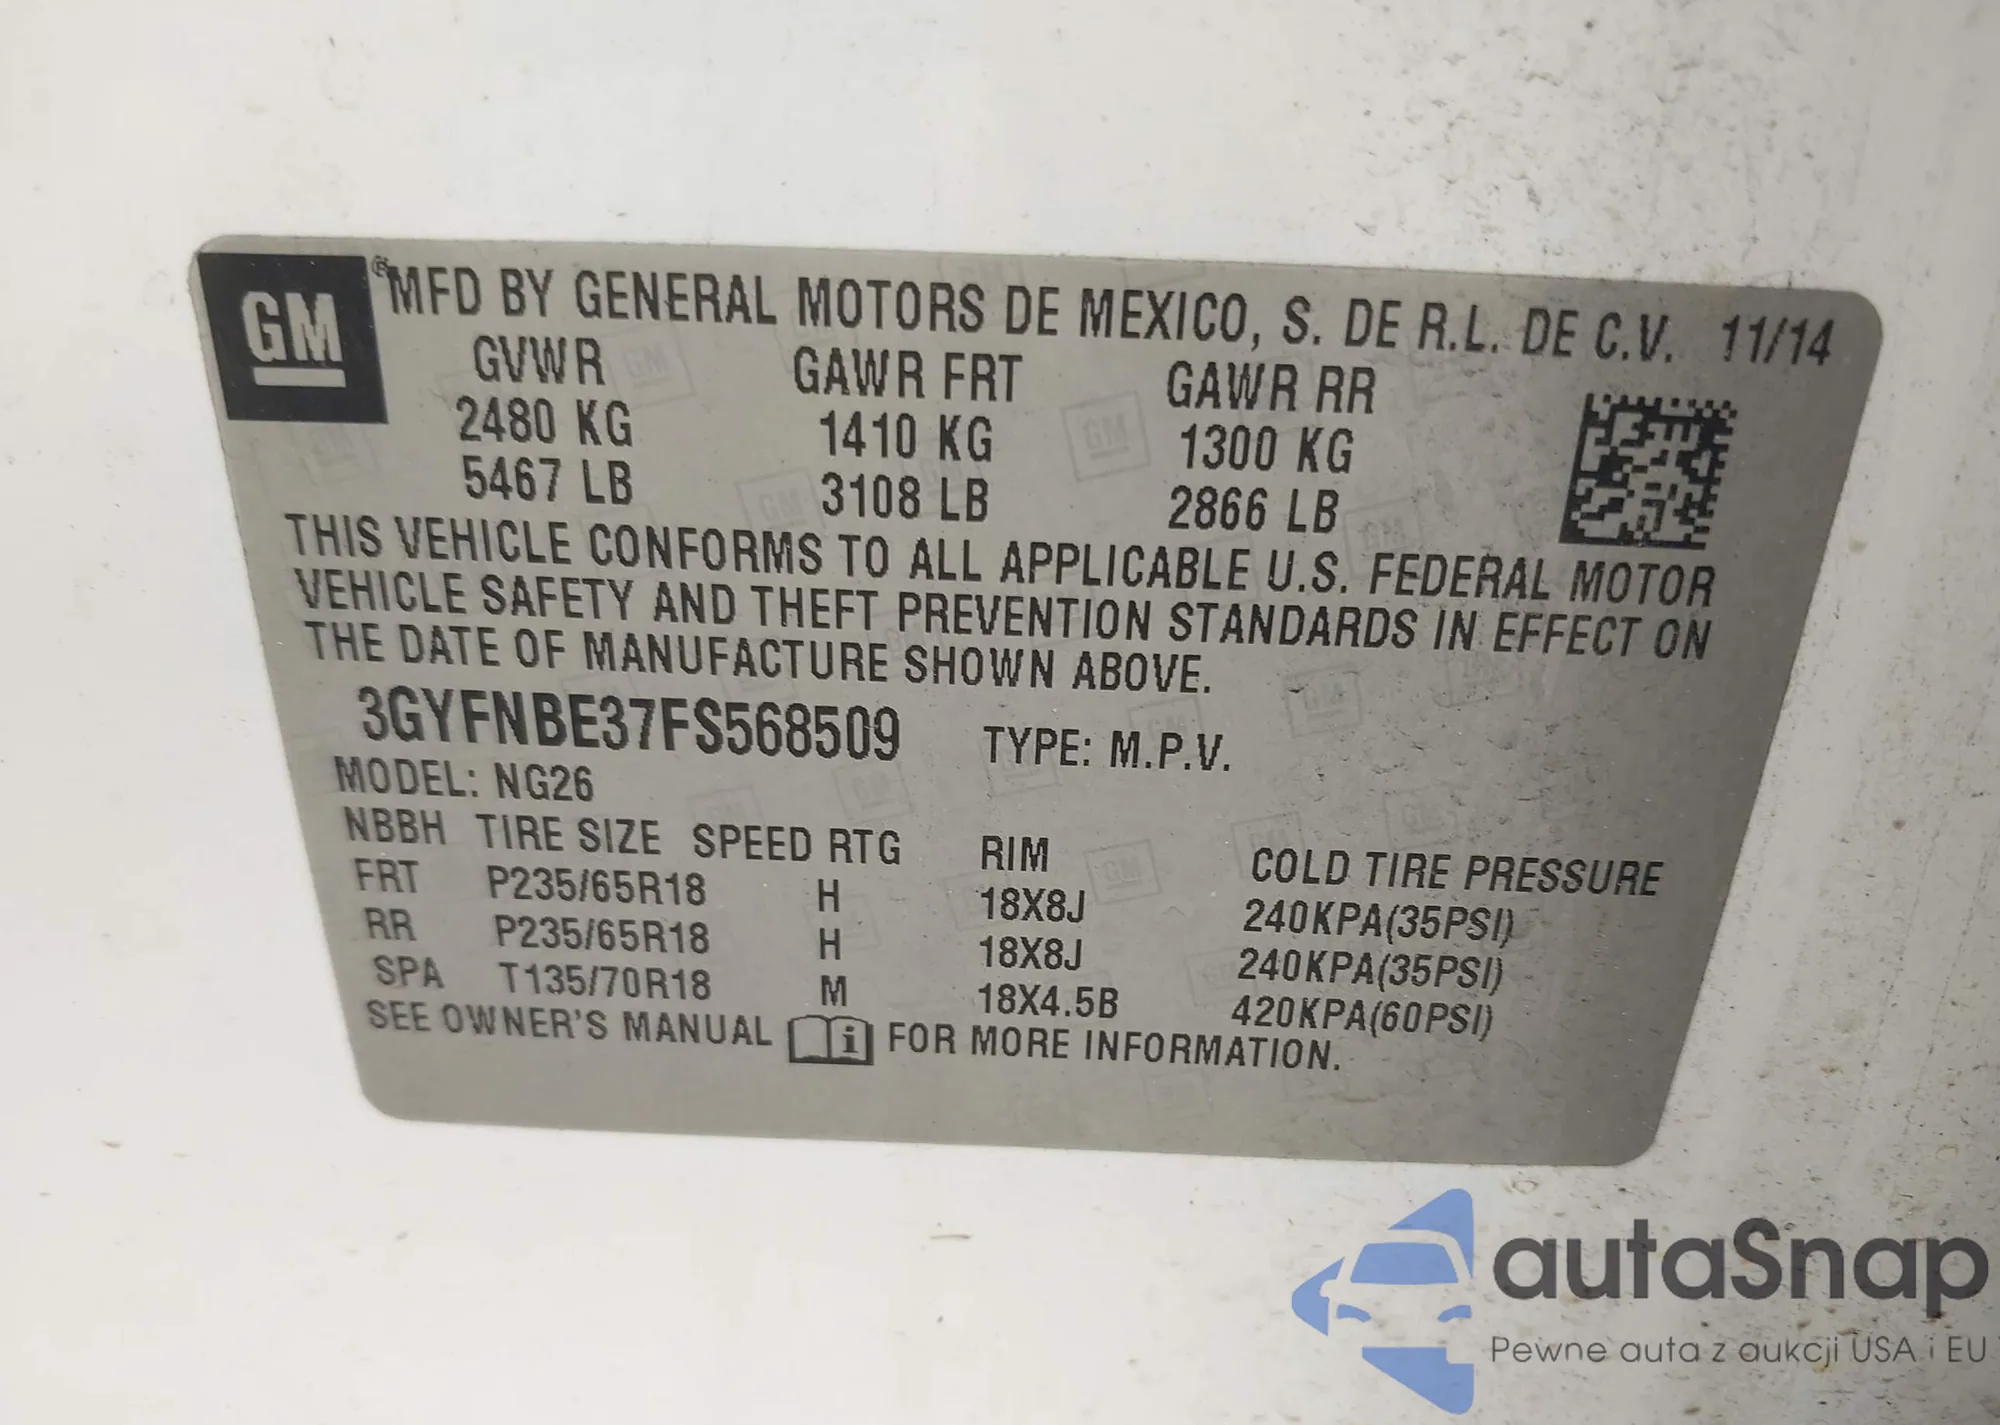 GM
® MFD BY GENERAL MOTORS DE MEXICO, S. DE R.L. DE C.V. 11/14
GVWR GAWR FRT GAWR RR
2480 KG 1410 KG 1300 KG
5467 LB 3108 LB 2866 LB
THIS VEHICLE CONFORMS TO ALL APPLICABLE U.S. FEDERAL MOTOR
VEHICLE SAFETY AND THEFT PREVENTION STANDARDS IN EFFECT ON
THE DATE OF MANUFACTURE SHOWN ABOVE.
3GYFNBE37FS568509 TYPE: M.P.V.
MODEL: NG26
NBBH TIRE SIZE SPEED RTG RIM COLD TIRE PRESSURE
FRT P235/65R18 H 18X8J 240KPA(35PSI)
RR P235/65R18 H 18X8J 240KPA(35PSI)
SPA T135/70R18 M 18X4.5B 420KPA(60PSI)
SEE OWNER'S MANUAL i FOR MORE INFORMATION.
autaSnap
Pewne auta z aukcji USA i EU